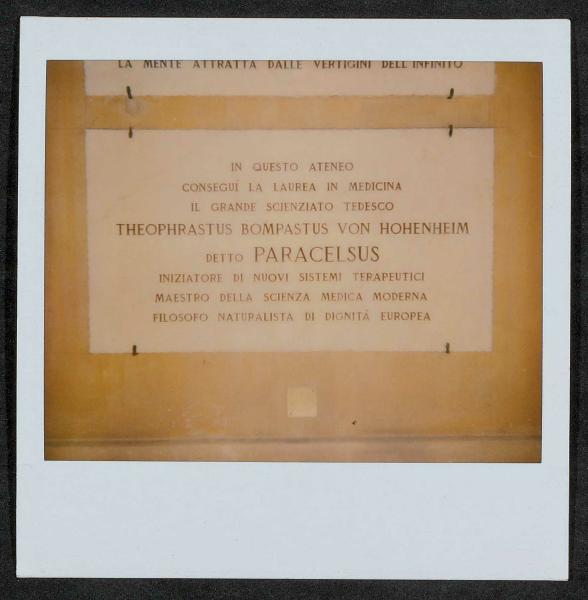 LA MENTE ATTRATTA DALLE VERTIGINI DELL'INFINITO
IN QUESTO ATENEO
CONSEGUÍ LA LAUREA IN MEDICINA
IL GRANDE SCIENZIATO TEDESCO
THEOPHRASTUS BOMPASTUS VON HOHENHEIM
DETTO PARACELSUS
INIZIATORE DI NUOVI SISTEMI TERAPEUTICI
MAESTRO DELLA SCIENZA MEDICA MODERNA
FILOSOFO NATURALISTA DI DIGNITÁ EUROPEA